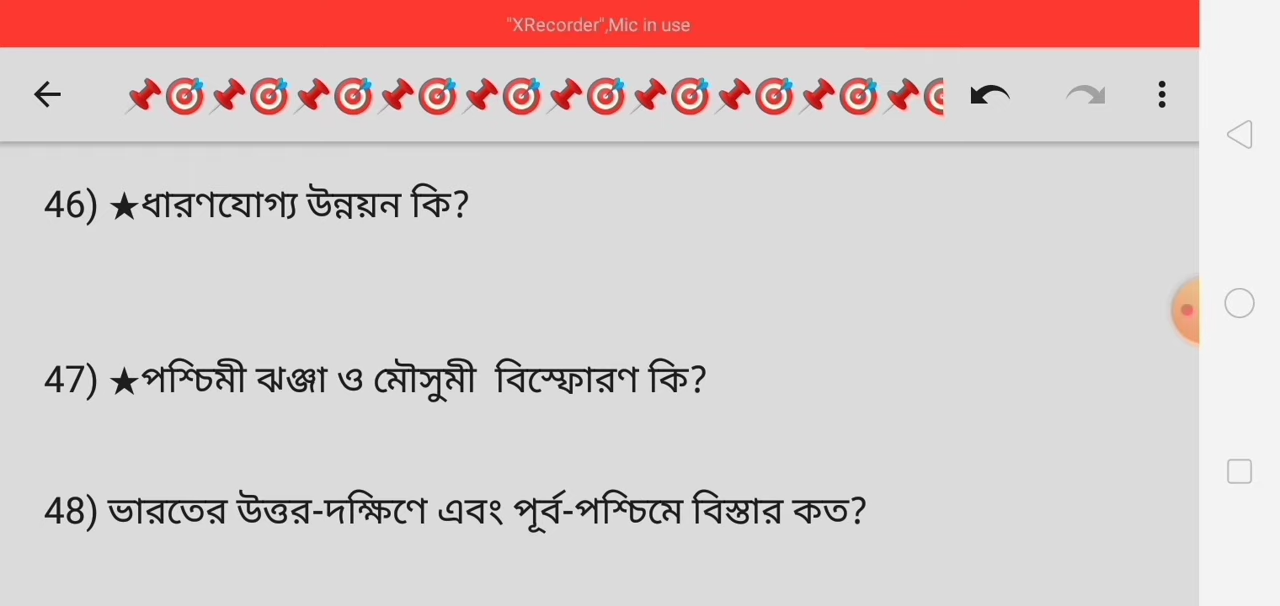 "XRecorder",Mic in use
46) ★ধারণযোগ্য উন্নয়ন কি?
47) ★পশ্চিমী ঝঞ্জা ও মৌসুমী বিস্ফোরণ কি?
48) ভারতের উত্তর-দক্ষিণে এবং পূর্ব-পশ্চিমে বিস্তার কত?